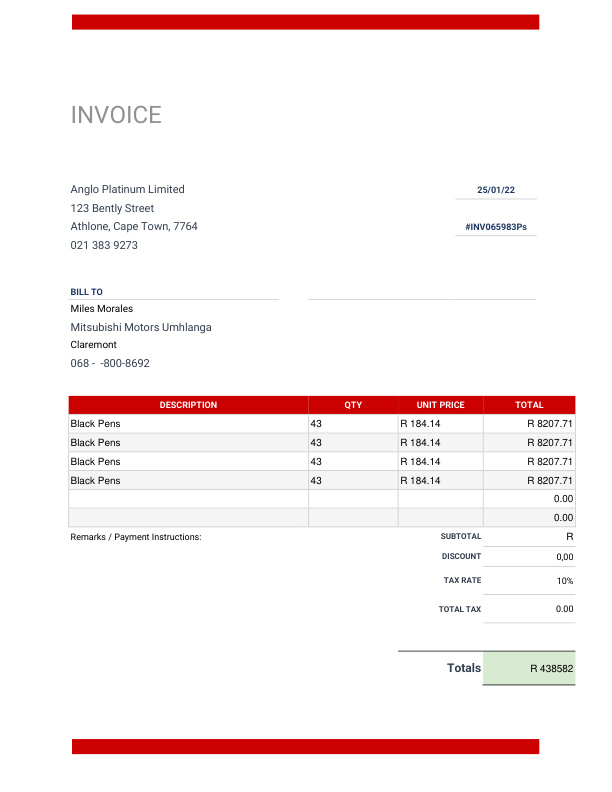 INVOICE
Anglo Platinum Limited
25/01/22
123 Bently Street
Athlone, Cape Town, 7764
#INV065983Ps
021 383 9273
BILL TO
Miles Morales
Mitsubishi Motors Umhlanga
Claremont
068 -  -800-8692
DESCRIPTION QTY UNIT PRICE TOTAL
Black Pens 43 R 184.14 R 8207.71
Black Pens 43 R 184.14 R 8207.71
Black Pens 43 R 184.14 R 8207.71
Black Pens 43 R 184.14 R 8207.71
0.00
0.00
Remarks / Payment Instructions: SUBTOTAL R
DISCOUNT 0,00
TAX RATE 10%
TOTAL TAX 0.00
Totals R 438582